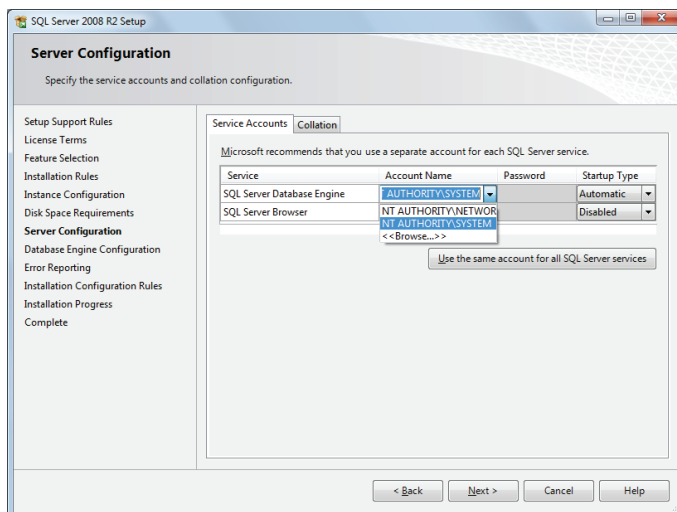 SQL Server 2008 R2 Setup
Server Configuration
Specify the service accounts and collation configuration.
Setup Support Rules
License Terms
Feature Selection
Installation Rules
Instance Configuration
Disk Space Requirements
Server Configuration
Database Engine Configuration
Error Reporting
Installation Configuration Rules
Installation Progress
Complete
Service Accounts Collation
Microsoft recommends that you use a separate account for each SQL Server service.
Service Account Name Password Startup Type
SQL Server Database Engine AUTHORITY\SYSTEM Automatic
SQL Server Browser Disabled
NT AUTHORITY\NETWOR
NT AUTHORITY\SYSTEM
<<Browse...>>
Use the same account for all SQL Server services
< Back Next > Cancel Help